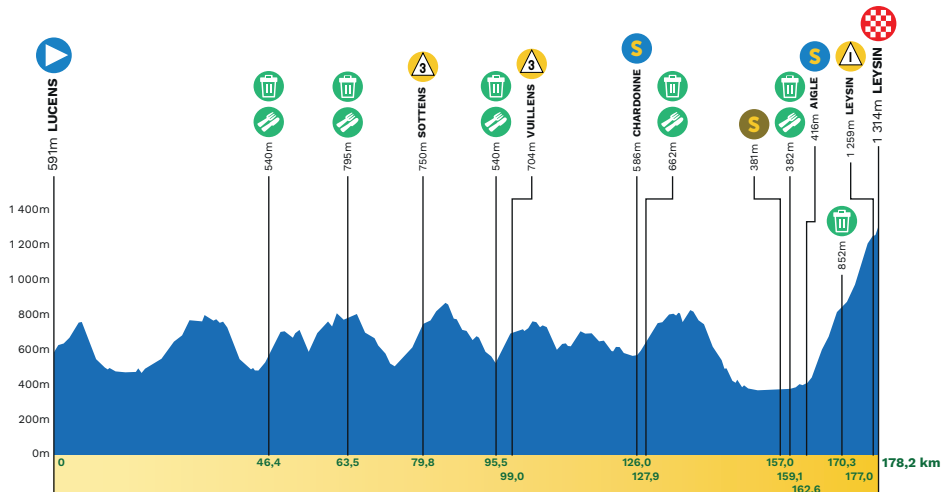 591m LUCENS
540m
795m
3
750m SOTTENS
540m
3
704m VUILLENS
S
586m CHARDONNE
662m
S
381m
382m
S
416m AIGLE
I
1 259m LEYSIN
1 314m LEYSIN
852m
1 400m
1 200m
1 000m
800m
600m
400m
200m
0m
0
46,4
63,5
79,8
95,5
99,0
126,0
127,9
157,0
159,1
162,6
170,3
177,0
178,2 km